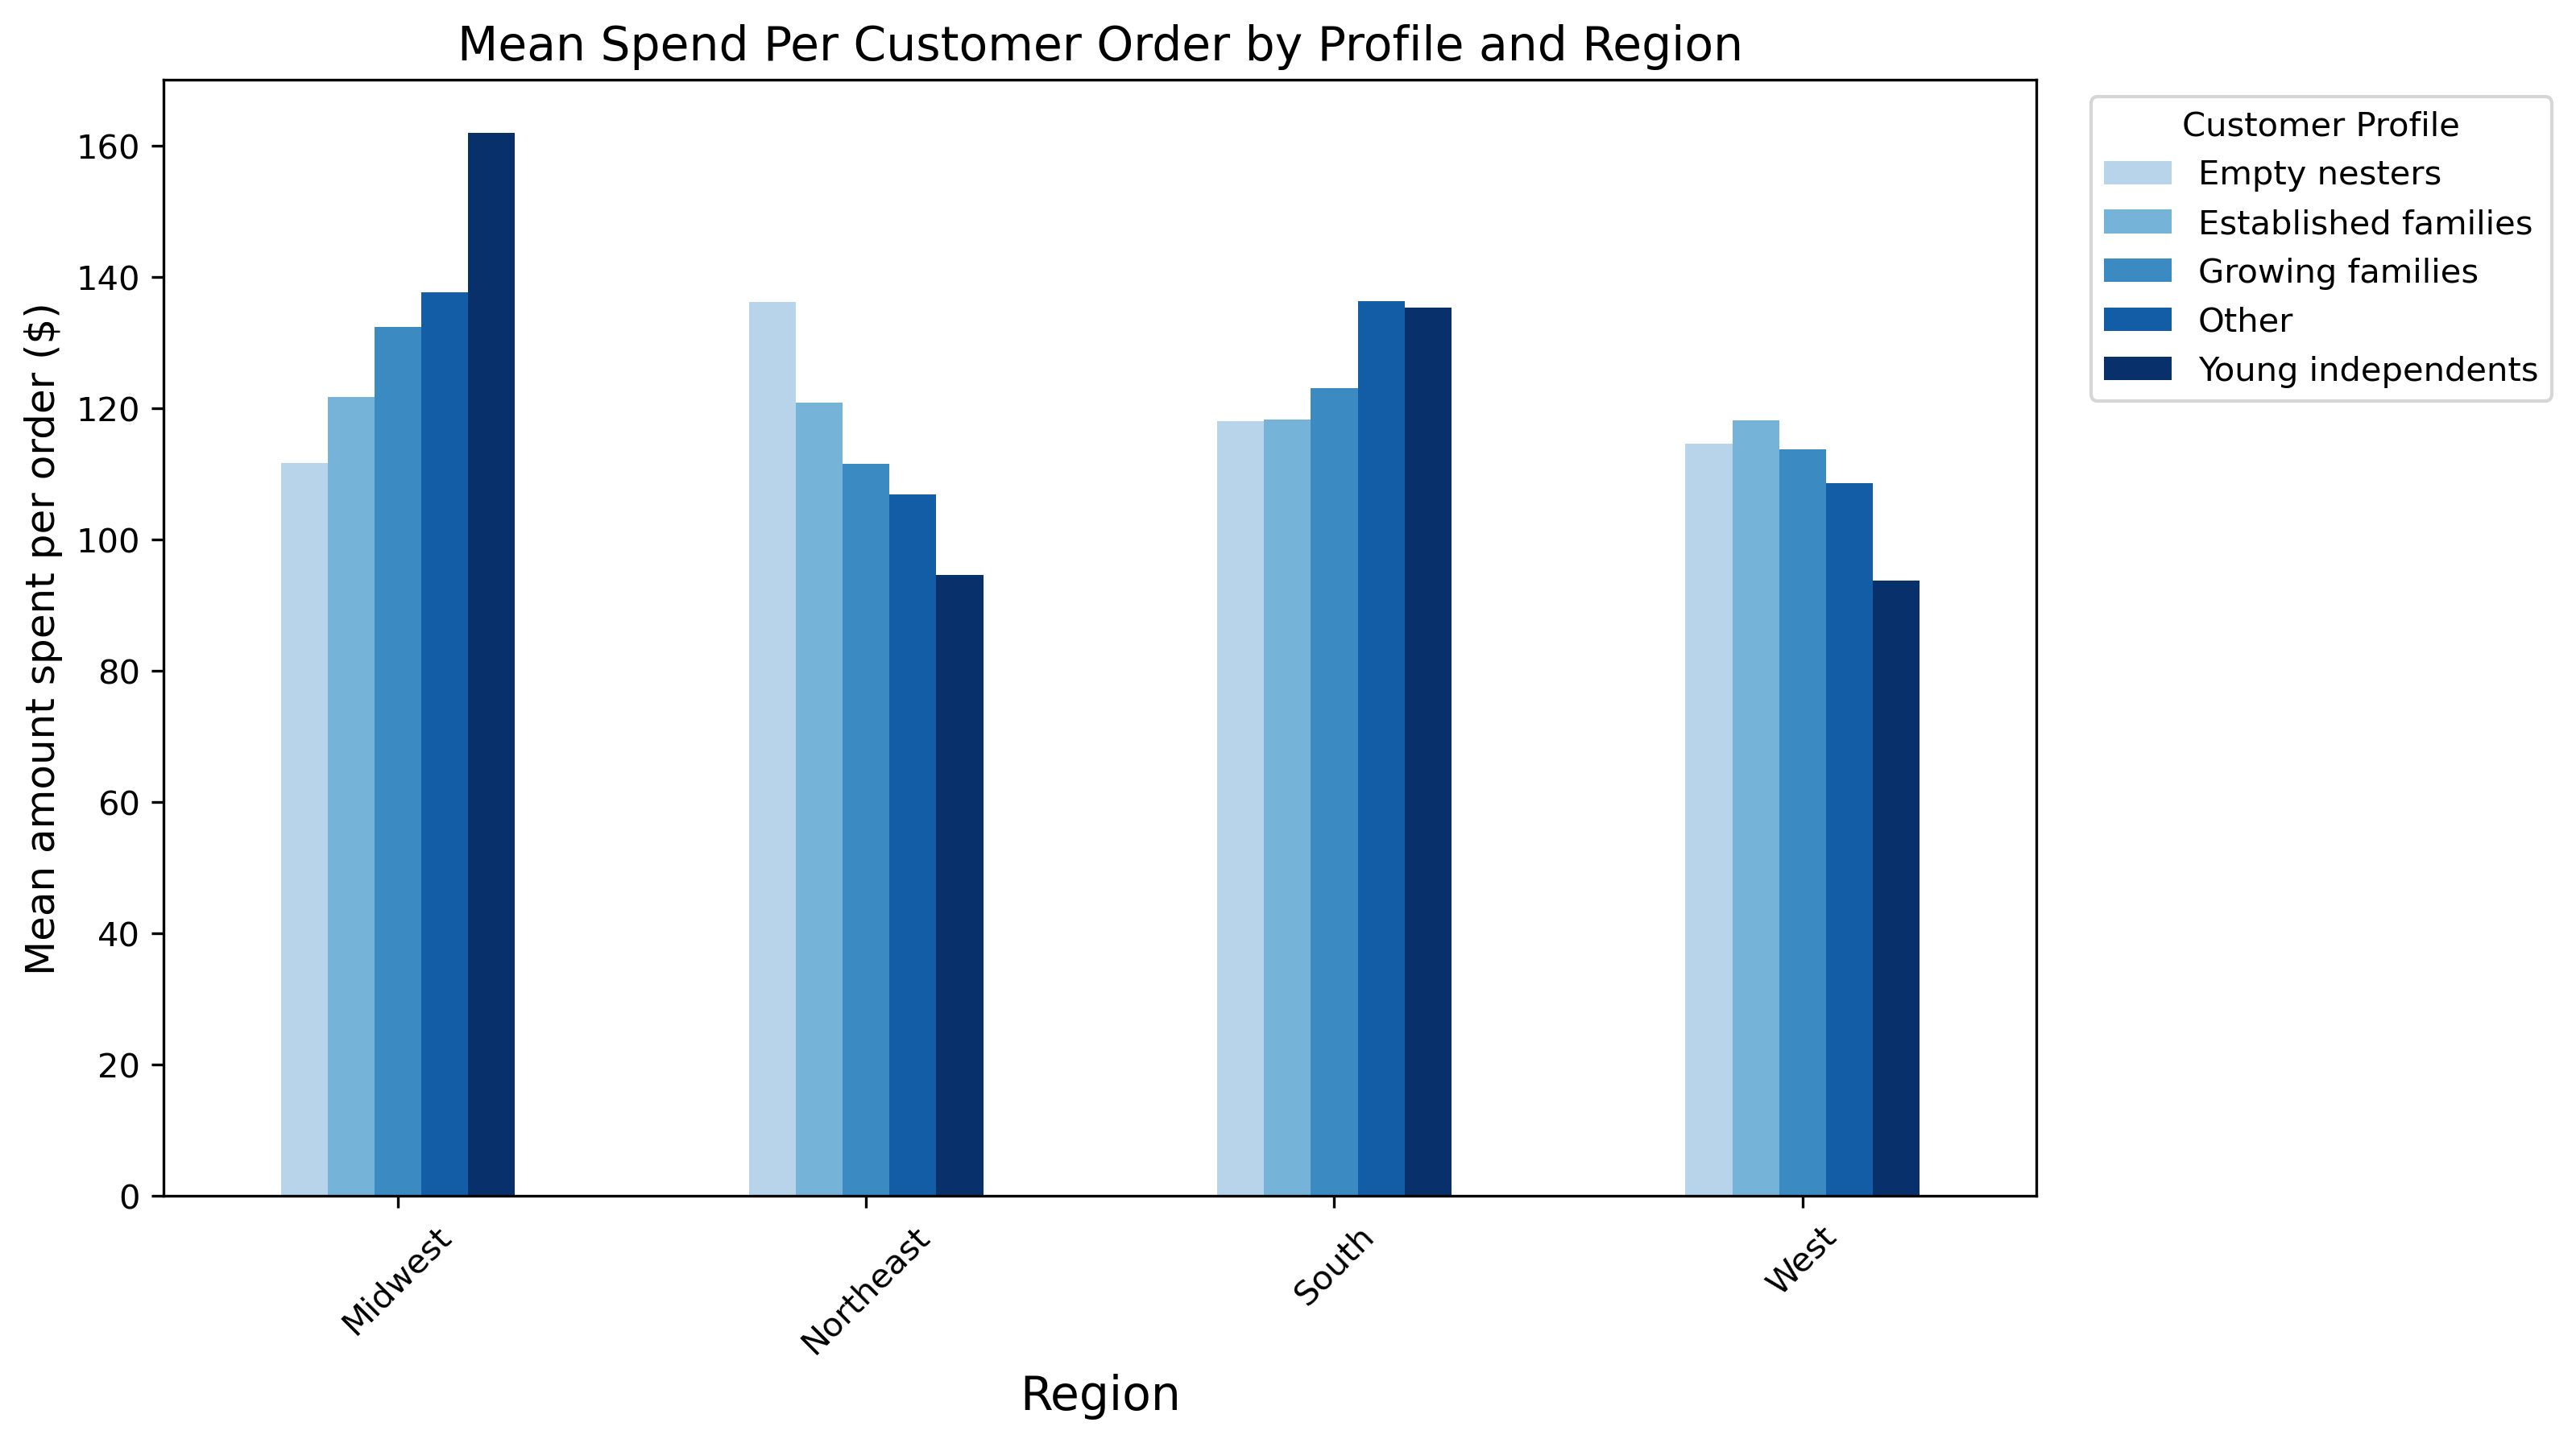 Mean Spend Per Customer Order by Profile and Region
Mean amount spent per order ($)
160
140
120
100
80
60
40
20
0
Midwest
Northeast
South
West
Region
Customer Profile
Empty nesters
Established families
Growing families
Other
Young independents